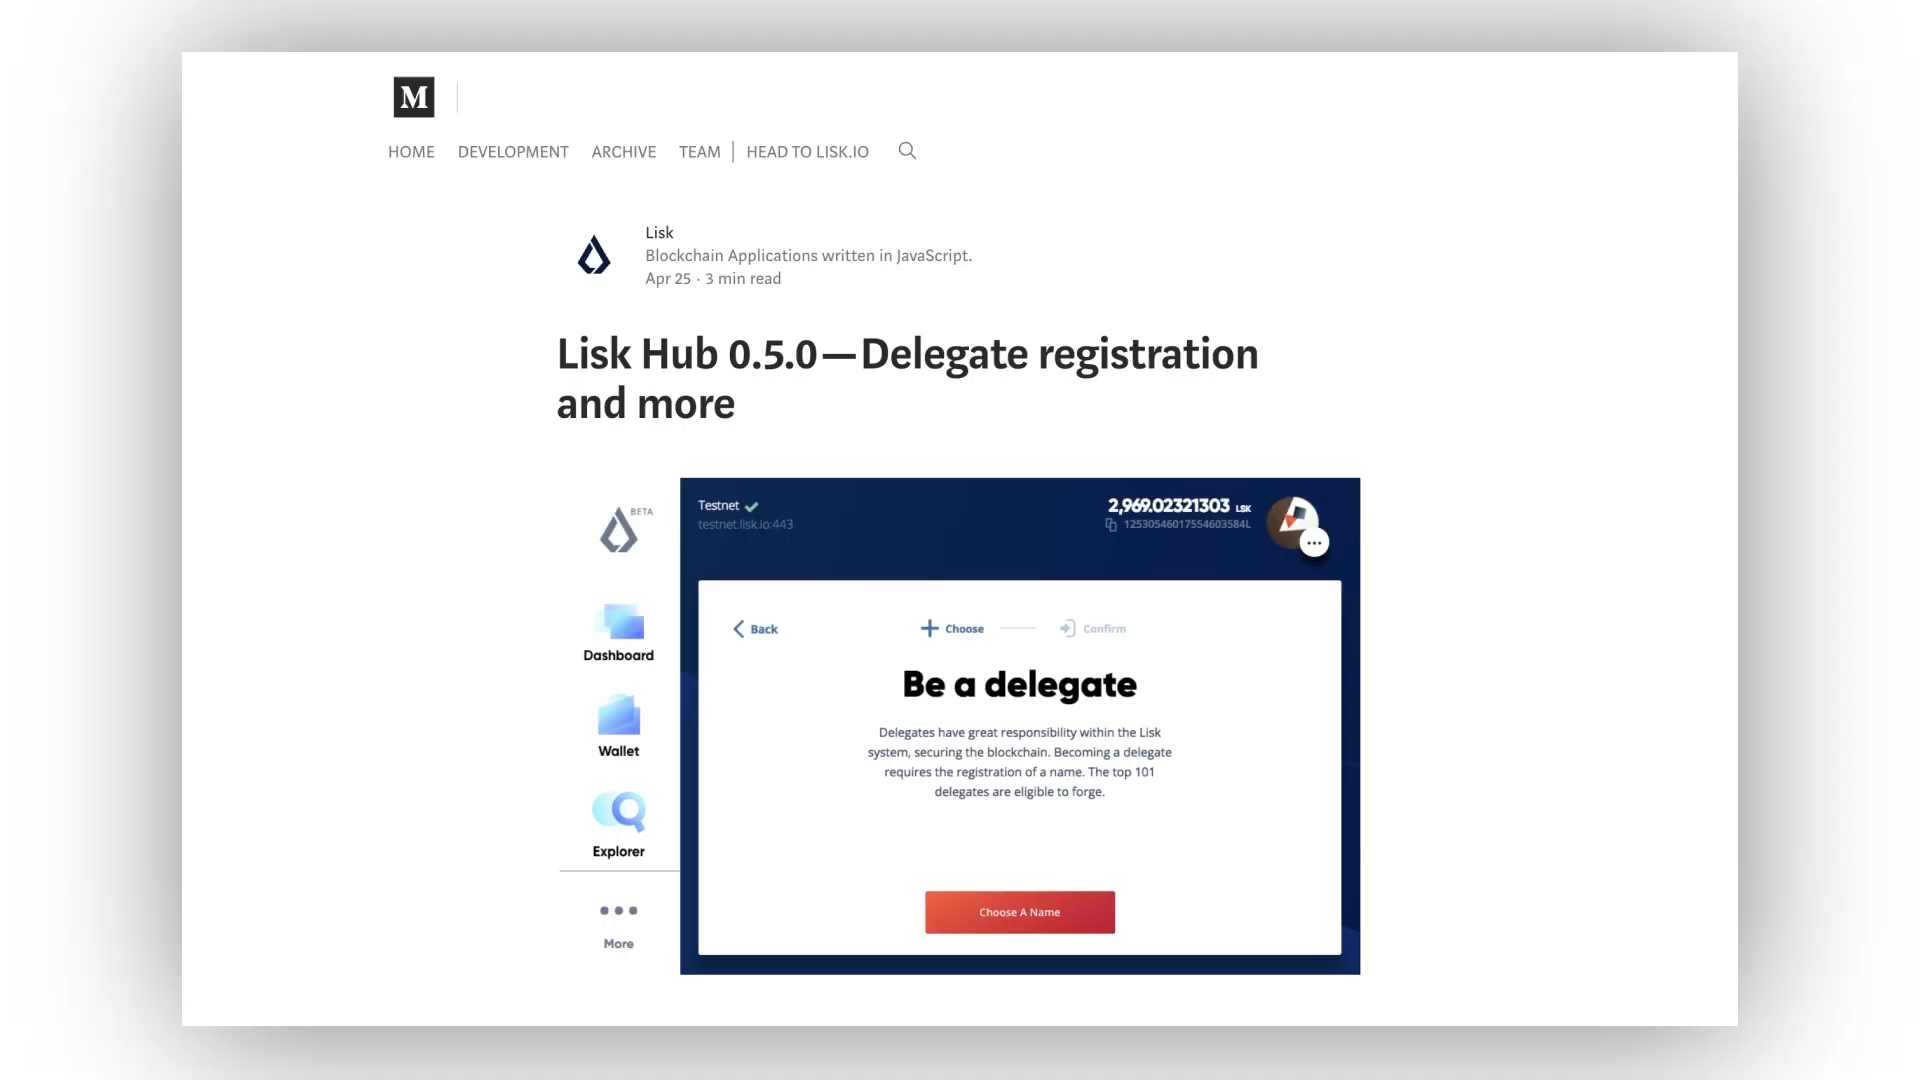 M
HOME DEVELOPMENT ARCHIVE TEAM HEAD TO LISK.IO
Lisk
Blockchain Applications written in JavaScript.
Apr 25 · 3 min read
Lisk Hub 0.5.0—Delegate registration
and more
BETA
Dashboard
Wallet
Explorer
More
Testnet
testnet.lisk.io:443
2,969.02321303 LSK
12530546017554603584L
Back
Choose
Confirm
Be a delegate
Delegates have great responsibility within the Lisk
system, securing the blockchain. Becoming a delegate
requires the registration of a name. The top 101
delegates are eligible to forge.
Choose A Name